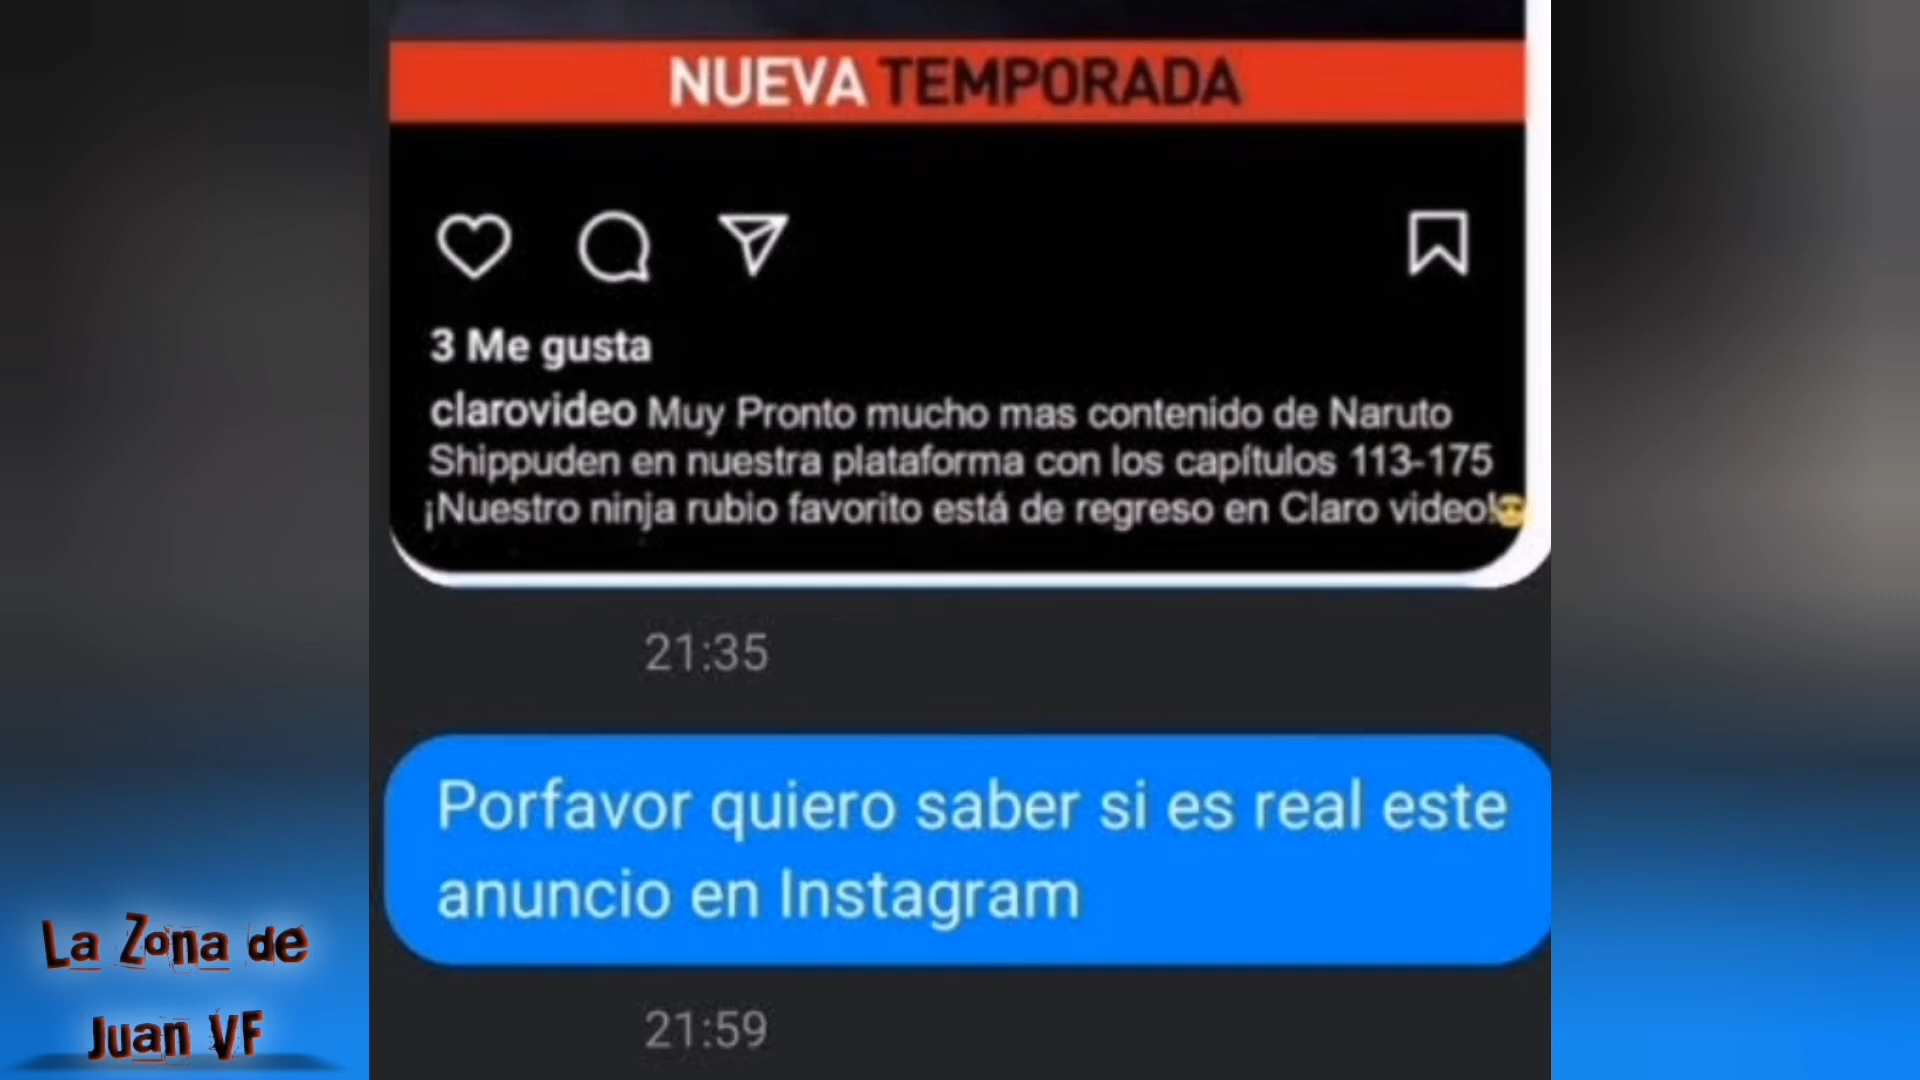 NUEVA TEMPORADA
3 Me gusta
clarovideo Muy Pronto mucho mas contenido de Naruto
Shippuden en nuestra plataforma con los capítulos 113-175
¡Nuestro ninja rubio favorito está de regreso en Claro video!😎
21:35
Porfavor quiero saber si es real este
anuncio en Instagram
21:59
La Zona de
Juan VF